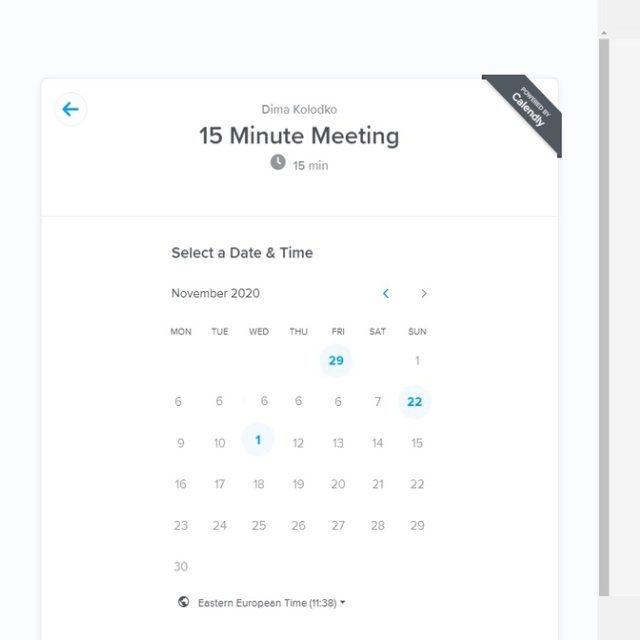 POWERED BY
Calendly
Dima Kolodko
15 Minute Meeting
15 min
Select a Date & Time
November 2020
MON TUE WED THU FRI SAT SUN
29 1
6 6 6 6 6 7 22
9 10 1 12 13 14 15
16 17 18 19 20 21 22
23 24 25 26 27 28 29
30
Eastern European Time (11:38)